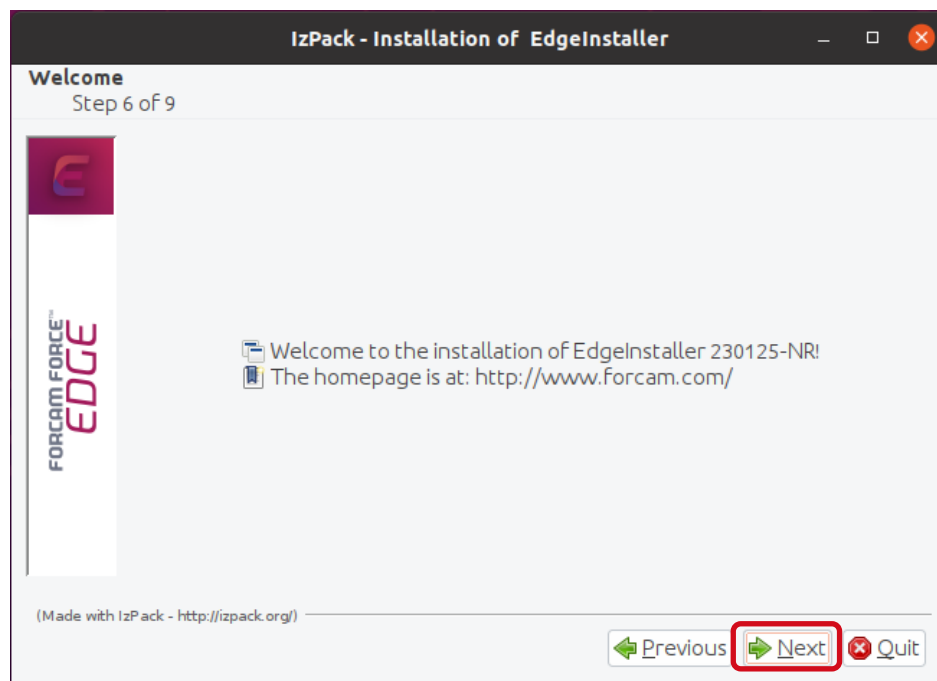 IzPack - Installation of EdgeInstaller
Welcome
Step 6 of 9
E
FORCAM FORCE™
EDGE
Welcome to the installation of EdgeInstaller 230125-NR!
The homepage is at: http://www.forcam.com/
(Made with IzPack - http://izpack.org/)
Previous Next Quit